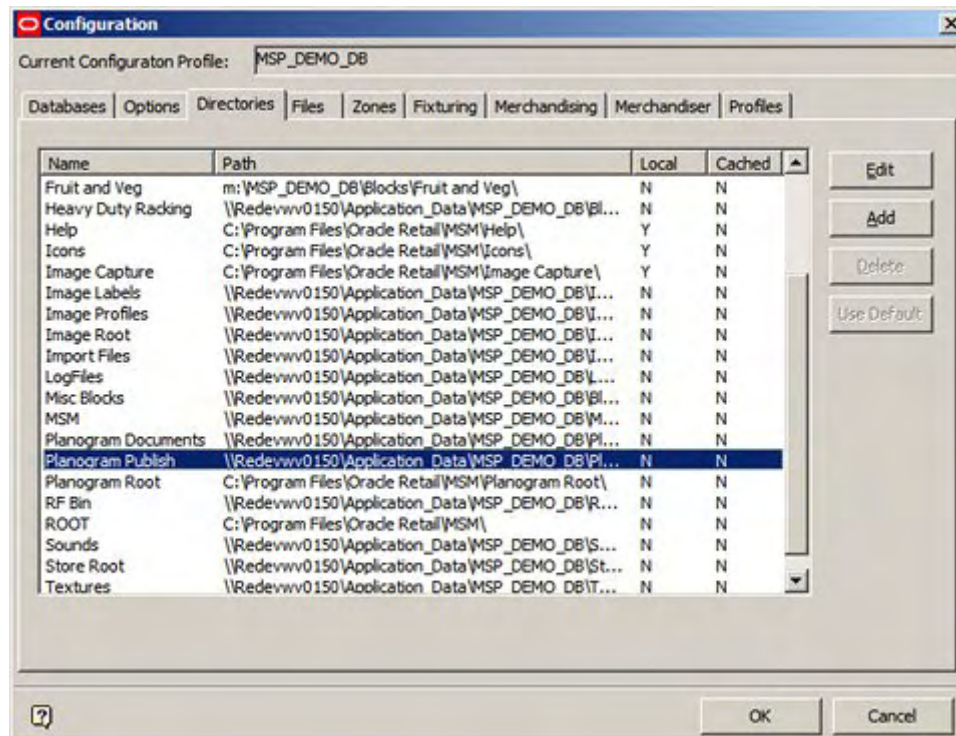 Configuration
Current Configuraton Profile: MSP_DEMO_DB
Databases Options Directories Files Zones Fixturing Merchandising Merchandiser Profiles
Name Path Local Cached
Fruit and Veg m:\MSP_DEMO_DB\Blocks\Fruit and Veg\ N N
Heavy Duty Racking \\Redevwv0150\Application_Data\MSP_DEMO_DB\Bl... N N
Help C:\Program Files\Oracle Retail\MSM\Help\ Y N
Icons C:\Program Files\Oracle Retail\MSM\Icons\ Y N
Image Capture C:\Program Files\Oracle Retail\MSM\Image Capture\ Y N
Image Labels \\Redevwv0150\Application_Data\MSP_DEMO_DB\I... N N
Image Profiles \\Redevwv0150\Application_Data\MSP_DEMO_DB\I... N N
Image Root \\Redevwv0150\Application_Data\MSP_DEMO_DB\I... N N
Import Files \\Redevwv0150\Application_Data\MSP_DEMO_DB\I... N N
LogFiles \\Redevwv0150\Application_Data\MSP_DEMO_DB\L... N N
Misc Blocks \\Redevwv0150\Application_Data\MSP_DEMO_DB\Bl... N N
MSM \\Redevwv0150\Application_Data\MSP_DEMO_DB\M... N N
Planogram Documents \\Redevwv0150\Application_Data\MSP_DEMO_DB\Pl... N N
Planogram Publish \\Redevwv0150\Application_Data\MSP_DEMO_DB\Pl... N N
Planogram Root C:\Program Files\Oracle Retail\MSM\Planogram Root\ N N
RF Bin \\Redevwv0150\Application_Data\MSP_DEMO_DB\R... N N
ROOT C:\Program Files\Oracle Retail\MSM\ N N
Sounds \\Redevwv0150\Application_Data\MSP_DEMO_DB\S... N N
Store Root \\Redevwv0150\Application_Data\MSP_DEMO_DB\St... N N
Textures \\Redevwv0150\Application_Data\MSP_DEMO_DB\T... N N
Edit
Add
Delete
Use Default
OK Cancel